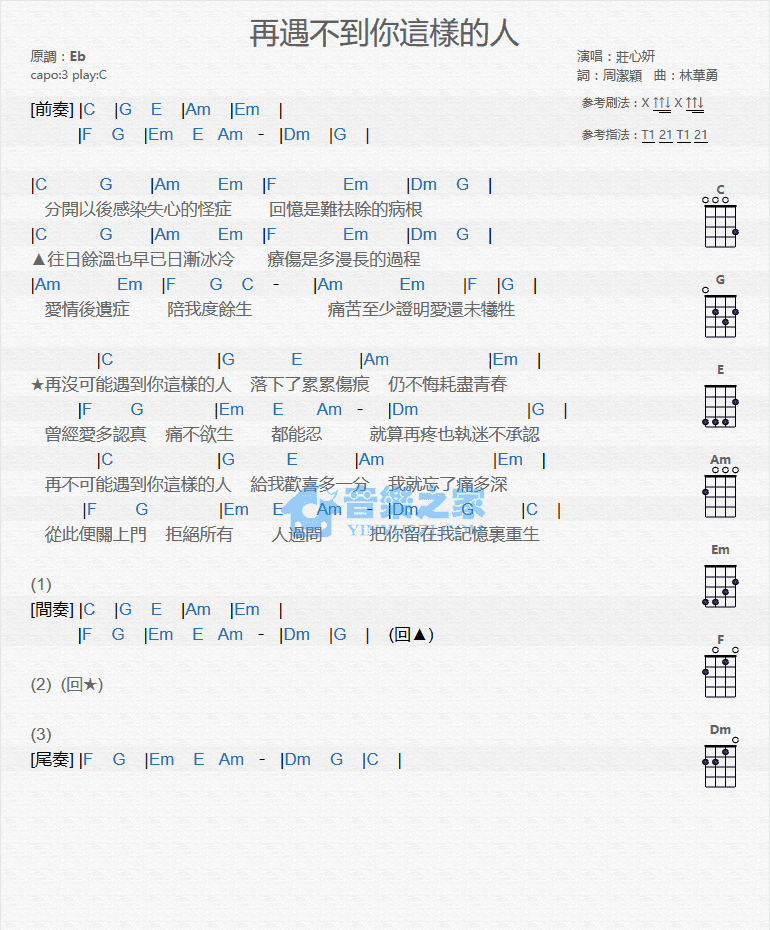 再遇不到你這樣的人
原調：Eb
capo:3 play:C
演唱：莊心妍
詞：周潔穎 曲：林華勇
參考刷法：X ↑↑↓ X ↑↑↓
參考指法：T1 21 T1 21
[前奏] |C |G E |Am |Em |
|F G |Em E Am - |Dm |G |
|C G |Am Em |F Em |Dm G |
分開以後感染失心的怪症 回憶是難祛除的病根
|C G |Am Em |F Em |Dm G |
▲往日餘溫也早已日漸冰冷 療傷是多漫長的過程
|Am Em |F G C - |Am Em |F |G |
愛情後遺症 陪我度餘生 痛苦至少證明愛還未犧牲
|C |G E |Am |Em |
★再沒可能遇到你這樣的人 落下了累累傷痕 仍不悔耗盡青春
|F G |Em E Am - |Dm |G |
曾經愛多認真 痛不欲生 都能忍 就算再疼也執迷不承認
|C |G E |Am |Em |
再不可能遇到你這樣的人 給我歡喜多一分 我就忘了痛多深
|F G |Em E Am - |Dm G |C |
從此便關上門 拒絕所有 人過問 把你留在我記憶裏重生
音樂之家
YINYUEZJ.COM
(1)
[間奏] |C |G E |Am |Em |
|F G |Em E Am - |Dm |G | (回▲)
(2) (回★)
(3)
[尾奏] |F G |Em E Am - |Dm G |C |
C
G
E
Am
Em
F
Dm